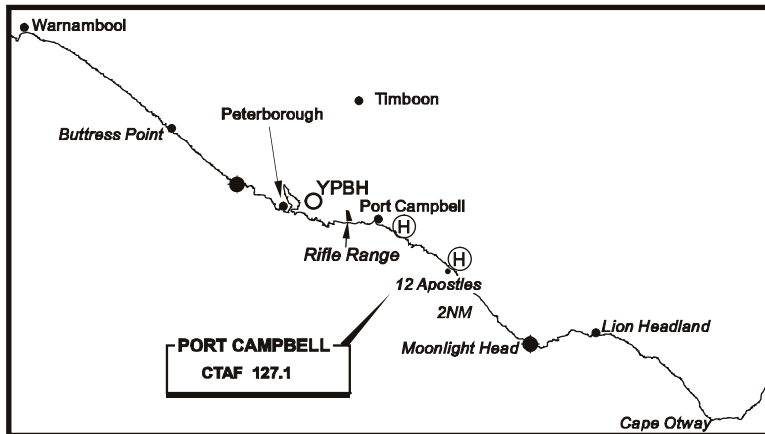 Warnambool
Timboon
Peterborough
Buttress Point
YPBH
Port Campbell
H
Rifle Range
H
12 Apostles
2NM
Lion Headland
PORT CAMPBELL
Moonlight Head
CTAF 127.1
Cape Otway